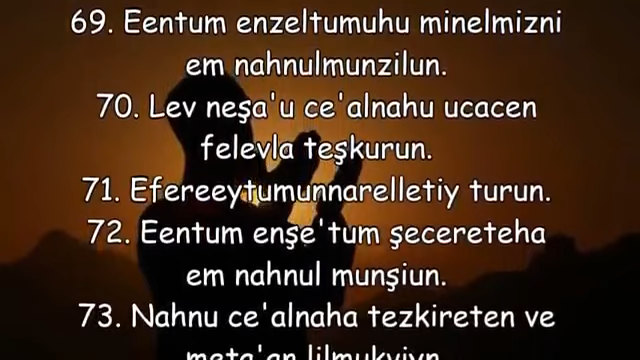 69. Eentum enzeltumuhu minelmizni
em nahnulmunzilun.
70. Lev neşa'u ce'alnahu ucacen
felevla teşkurun.
71. Efereeytumunnarelletiy turun.
72. Eentum enşe'tum şecereteha
em nahnul munşiun.
73. Nahnu ce'alnaha tezkireten ve
meta'an lilmukviyn.